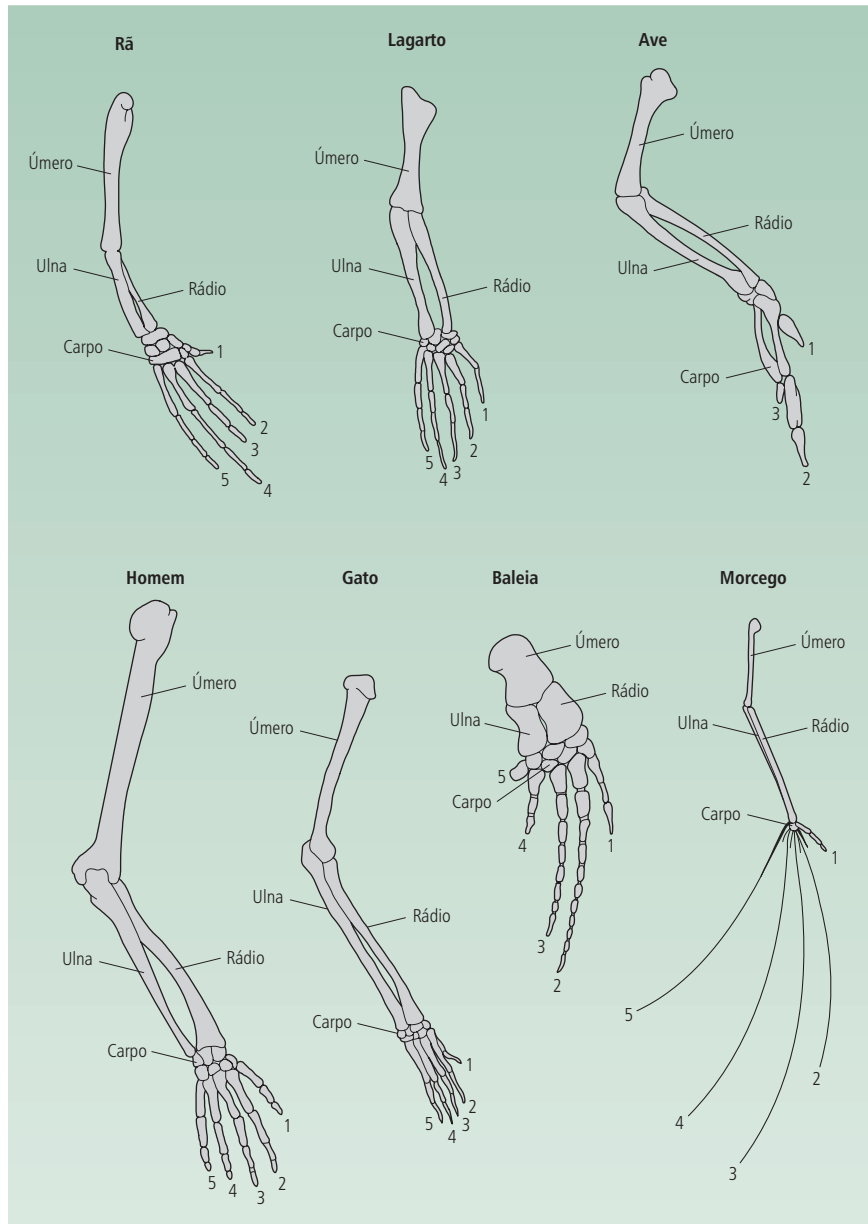 Rã
Lagarto
Ave
Úmero
Ulna
Rádio
Carpo
1
2
3
4
5
Úmero
Ulna
Rádio
Carpo
1
2
3
4
5
Úmero
Rádio
Ulna
Carpo
1
3
2
Homem
Gato
Baleia
Morcego
Úmero
Ulna
Rádio
Carpo
1
2
3
4
5
Úmero
Ulna
Rádio
Carpo
1
2
3
4
5
Úmero
Rádio
Ulna
5
Carpo
4
1
3
2
Úmero
Ulna
Rádio
Carpo
1
5
2
4
3